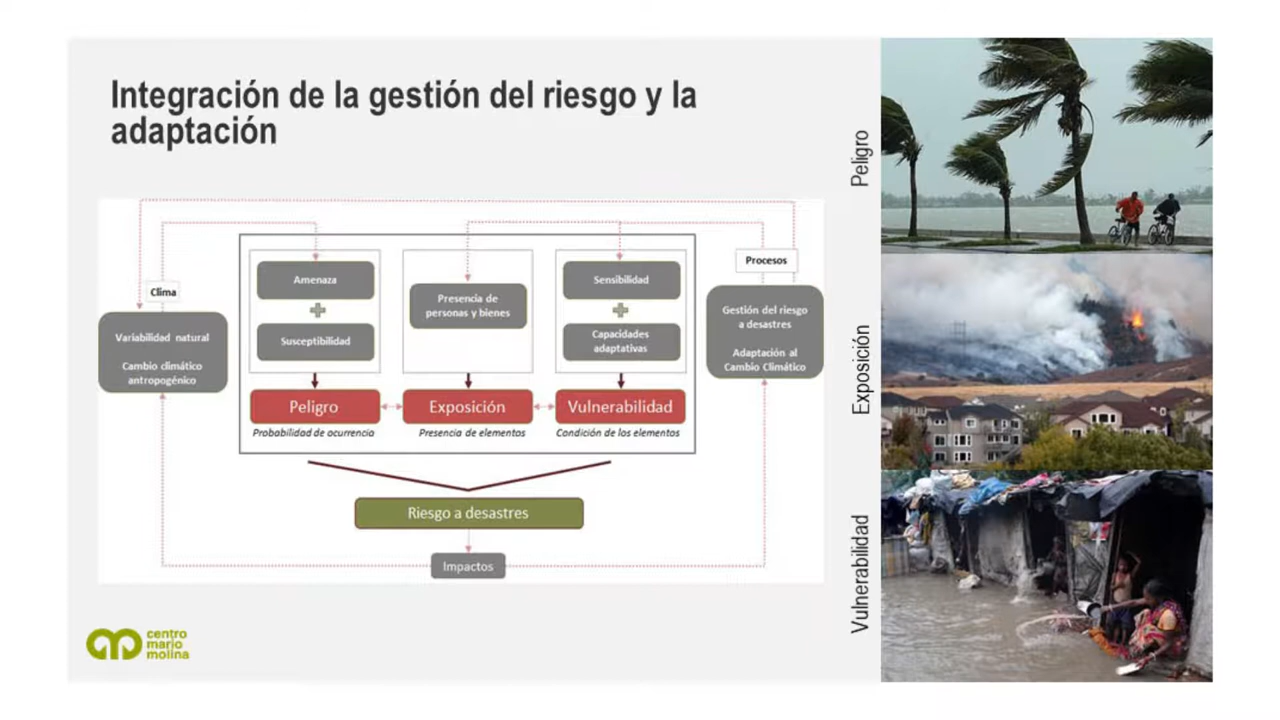 Integración de la gestión del riesgo y la
adaptación
Clima
Variabilidad natural
Cambio climático
antropogénico
Amenaza
Susceptibilidad
Peligro
Probabilidad de ocurrencia
Presencia de
personas y bienes
Exposición
Presencia de elementos
Sensibilidad
Capacidades
adaptativas
Vulnerabilidad
Condición de los elementos
Procesos
Gestión del riesgo
a desastres
Adaptación al
Cambio Climático
Riesgo a desastres
Impactos
Peligro
Exposición
Vulnerabilidad
centro
mario
molina